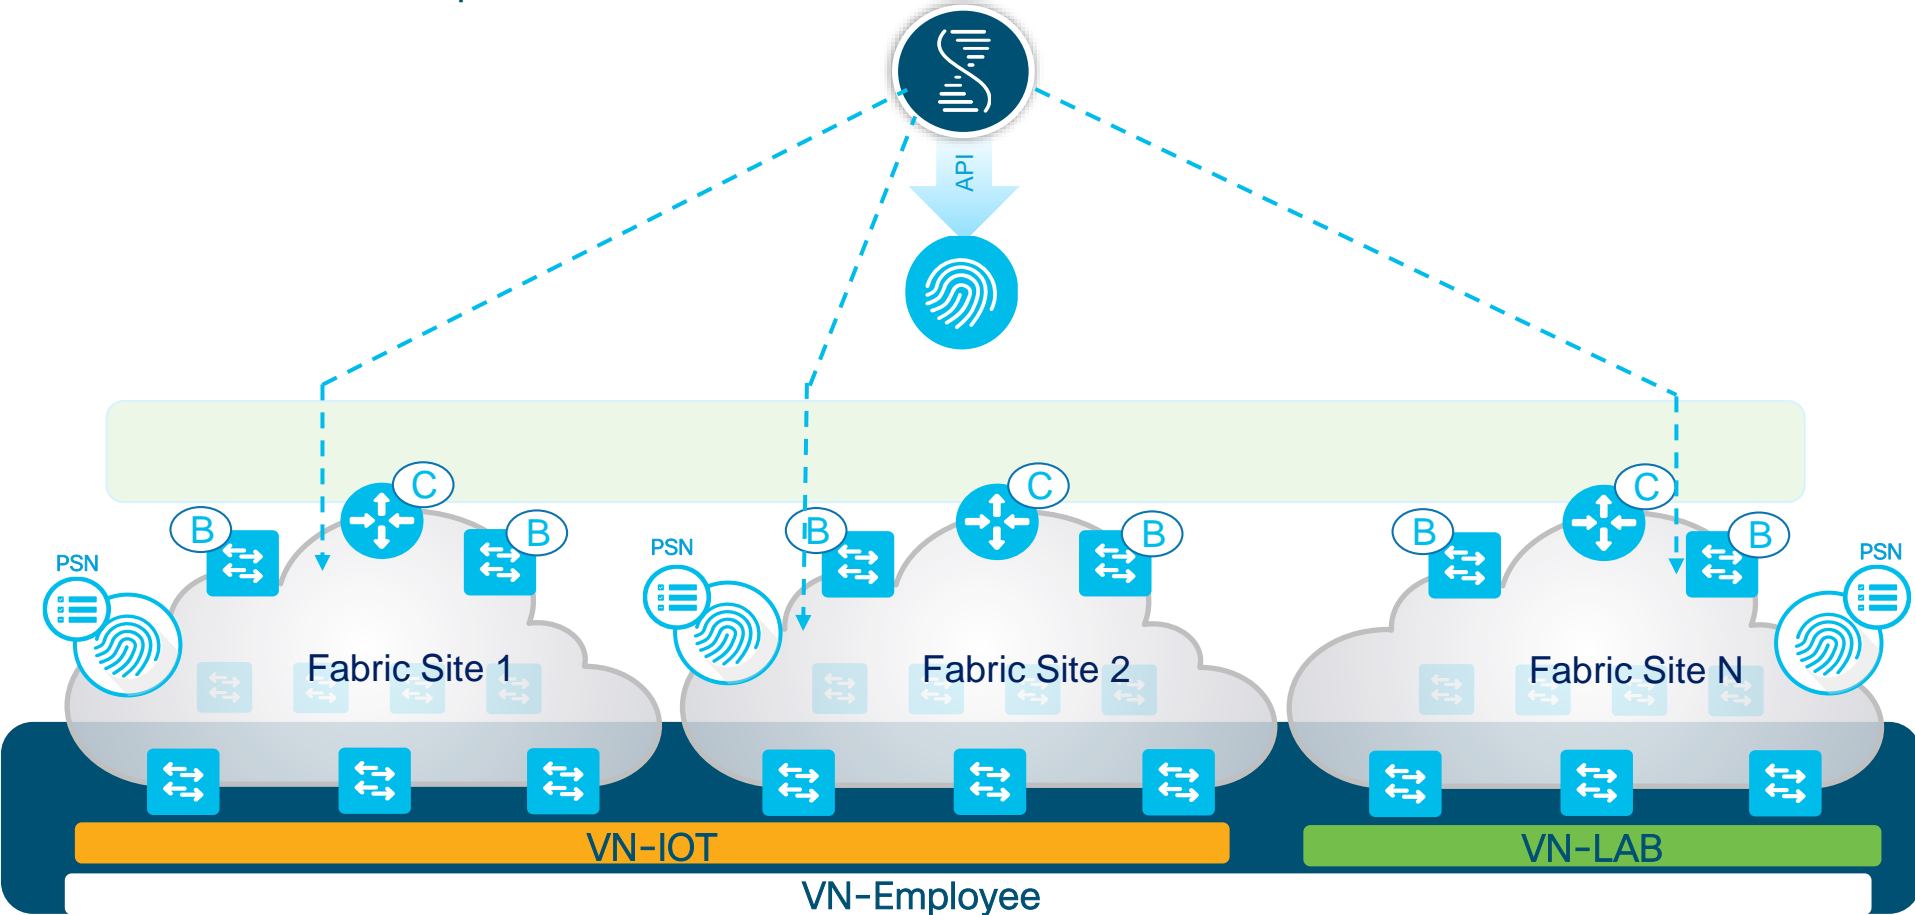 API
C
C
C
B
B
B
B
B
B
PSN
PSN
PSN
Fabric Site 1
Fabric Site 2
Fabric Site N
VN-IOT
VN-LAB
VN-Employee